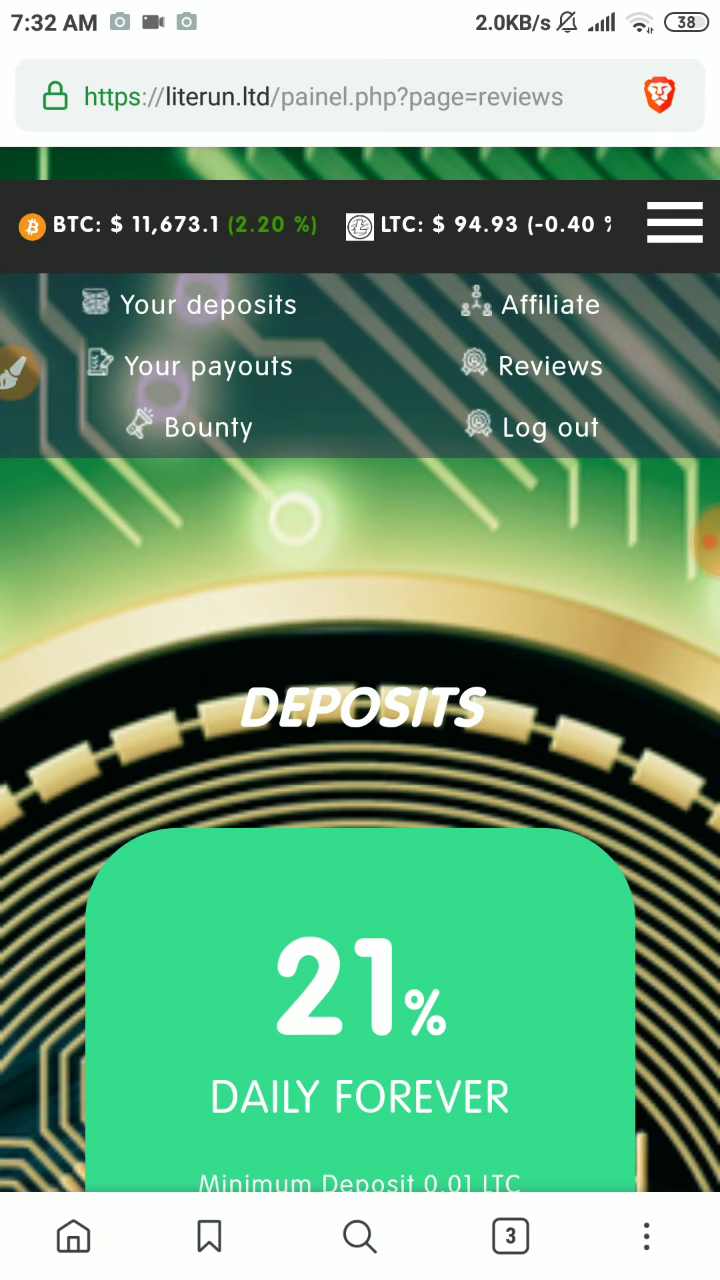 7:32 AM 2.0KB/s 38
https://literun.ltd/painel.php?page=reviews
BTC: $ 11,673.1 (2.20 %) LTC: $ 94.93 (-0.40 %
Your deposits Affiliate
Your payouts Reviews
Bounty Log out
DEPOSITS
21%
DAILY FOREVER
Minimum Deposit 0.01 LTC
3